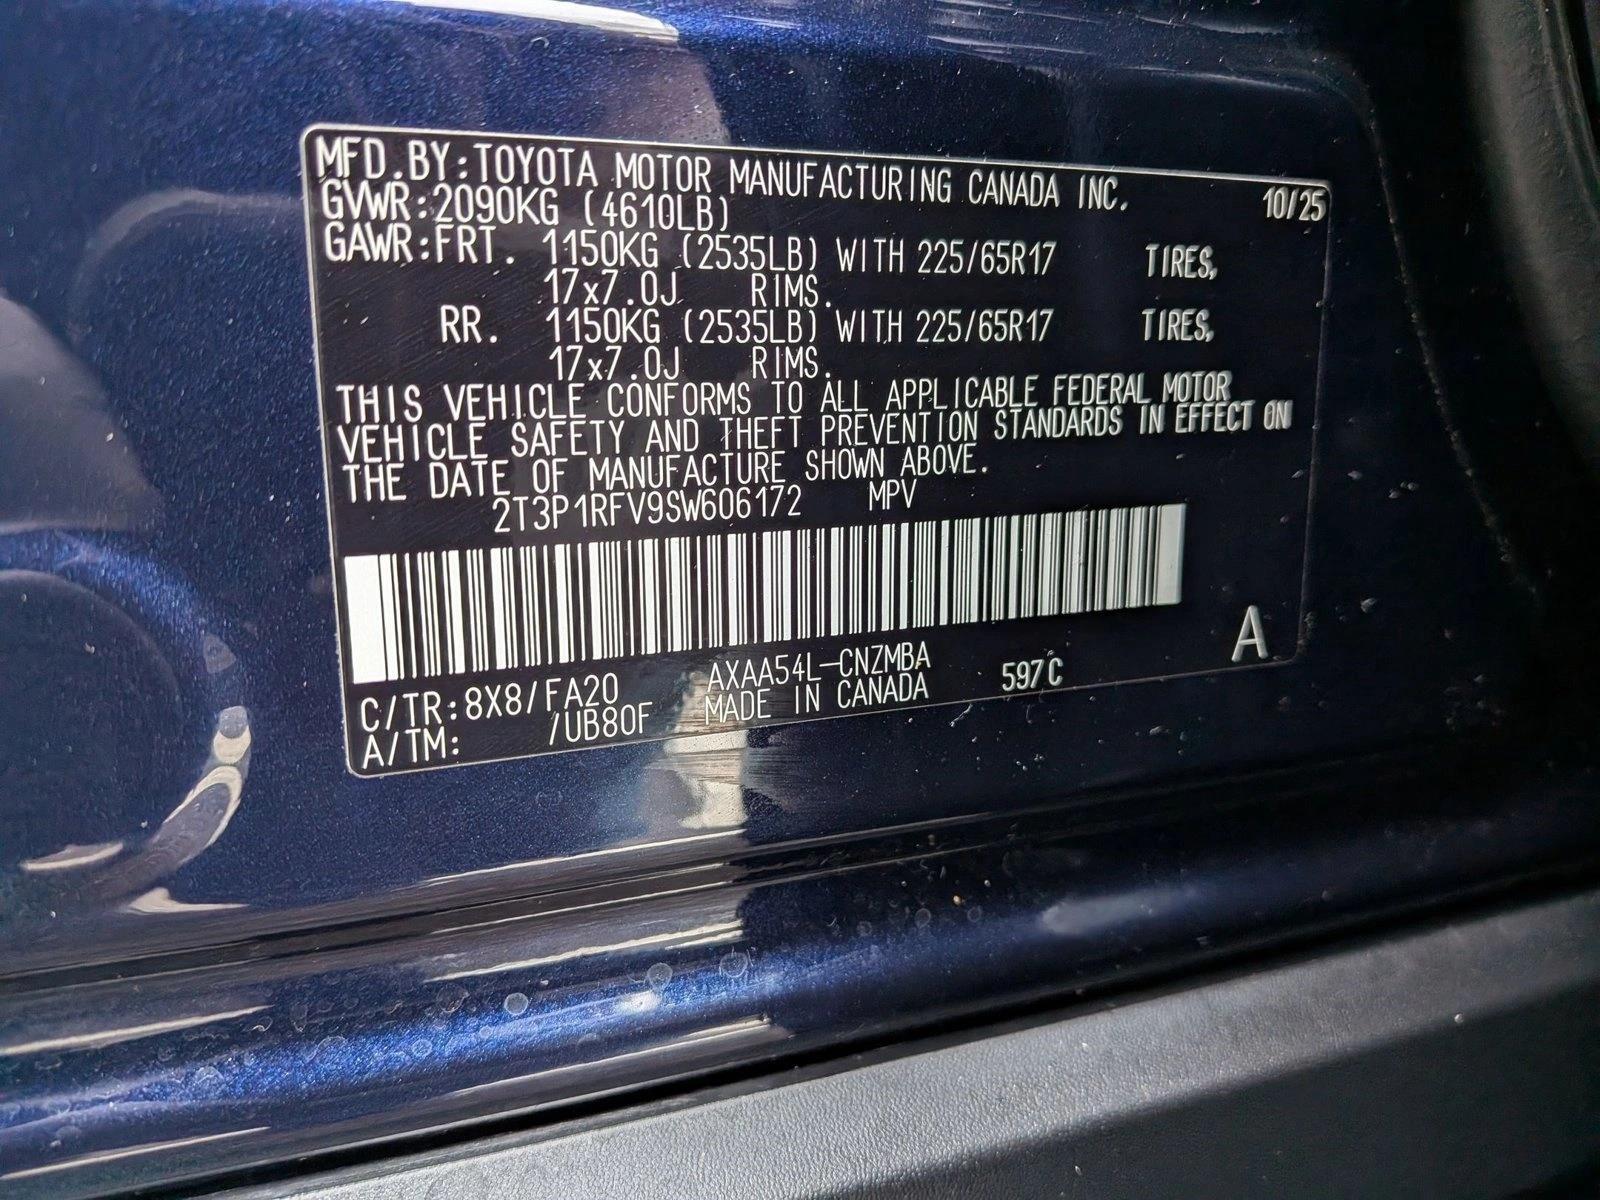 MFD.BY:TOYOTA MOTOR MANUFACTURING CANADA INC. 10/25
GVWR:2090KG (4610LB)
GAWR:FRT. 1150KG (2535LB) WITH 225/65R17 TIRES,
17x7.0J RIMS.
RR. 1150KG (2535LB) WITH 225/65R17 TIRES,
17x7.0J RIMS.
THIS VEHICLE CONFORMS TO ALL APPLICABLE FEDERAL MOTOR
VEHICLE SAFETY AND THEFT PREVENTION STANDARDS IN EFFECT ON
THE DATE OF MANUFACTURE SHOWN ABOVE.
2T3P1RFV9SW606172 MPV
A
C/TR:8X8/FA20 AXAA54L-CNZMBA 597C
A/TM: /UB80F MADE IN CANADA